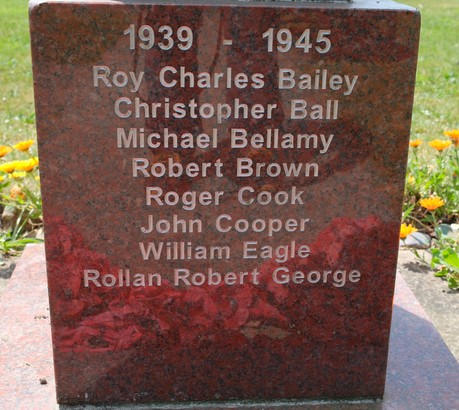 1939 - 1945
Roy Charles Bailey
Christopher Ball
Michael Bellamy
Robert Brown
Roger Cook
John Cooper
William Eagle
Rollan Robert George